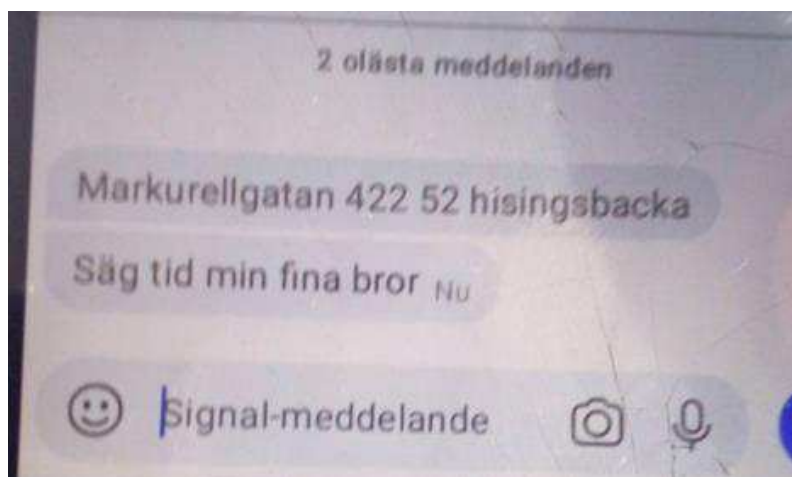 2 olästa meddelanden
Markurellgatan 422 52 hisingsbacka
Säg tid min fina bror Nu
Signal-meddelande